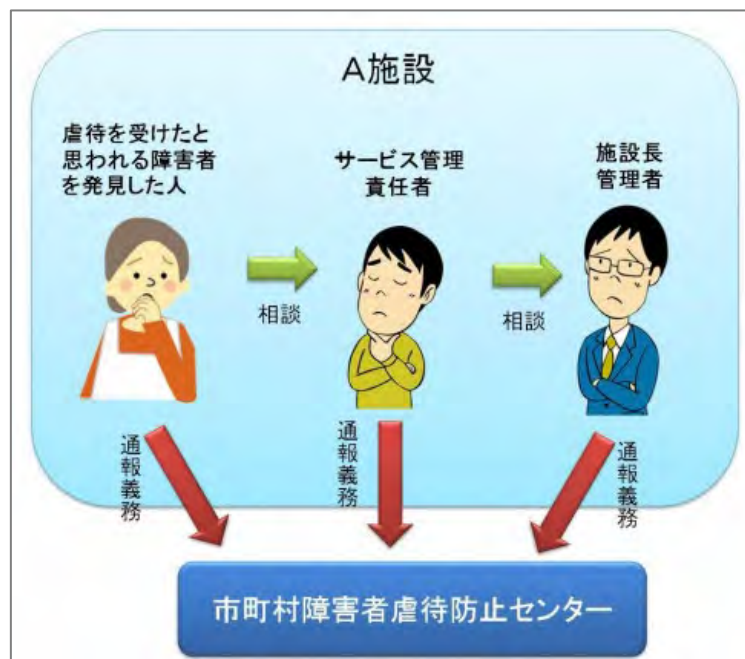 A施設
虐待を受けたと
思われる障害者
を発見した人
サービス管理
責任者
施設長
管理者
相談
相談
通報義務
通報義務
通報義務
市町村障害者虐待防止センター